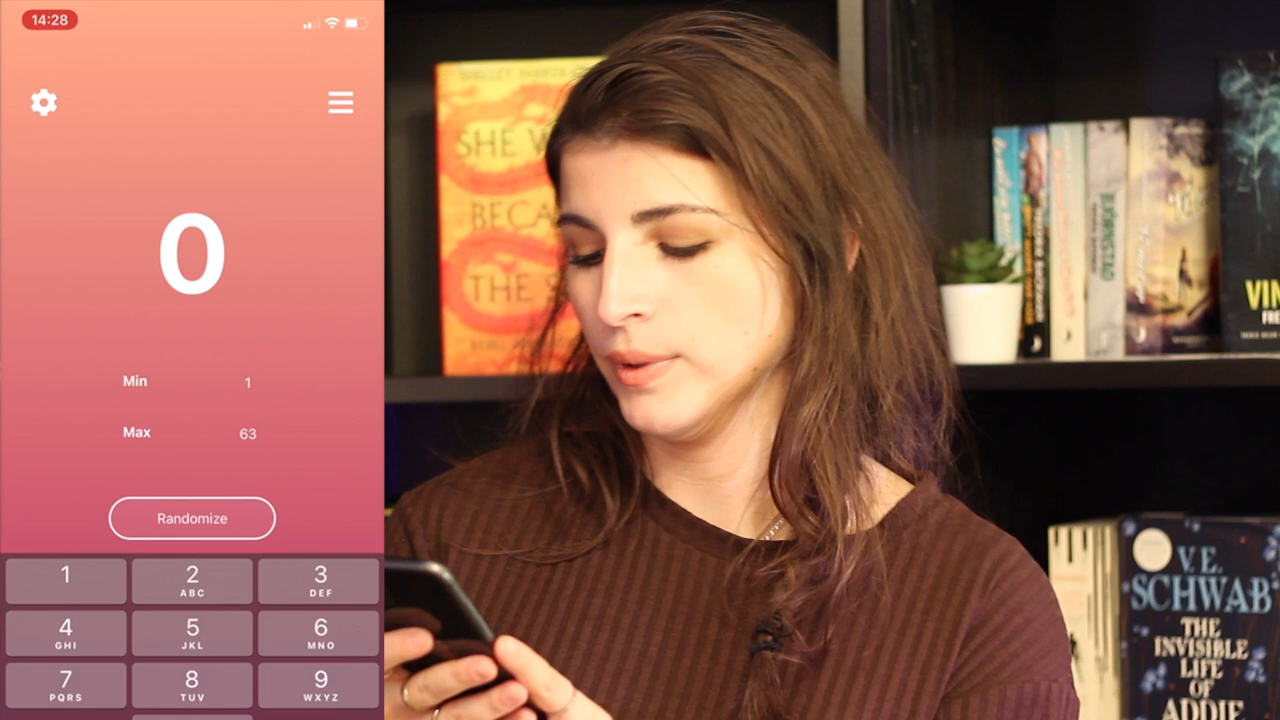 14:28
0
Min 1
Max 63
Randomize
1
2
ABC
3
DEF
4
GHI
5
JKL
6
MNO
7
PQRS
8
TUV
9
WXYZ
SHE
BECA
THE
VIN
V.E.
SCHWAB
THE
INVISIBLE
LIFE
OF
ADDIE